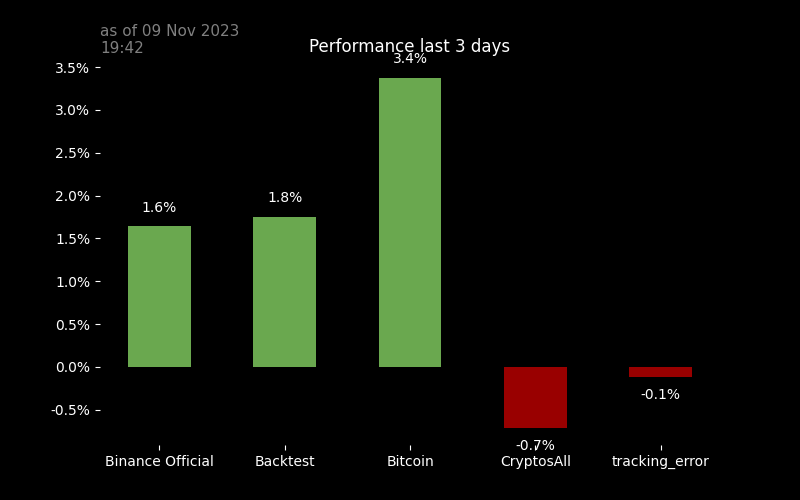 as of 09 Nov 2023
19:42
Performance last 3 days
3.5%
3.0%
2.5%
2.0%
1.5%
1.0%
0.5%
0.0%
-0.5%
1.6%
1.8%
3.4%
-0.7%
-0.1%
Binance Official
Backtest
Bitcoin
CryptosAll
tracking_error